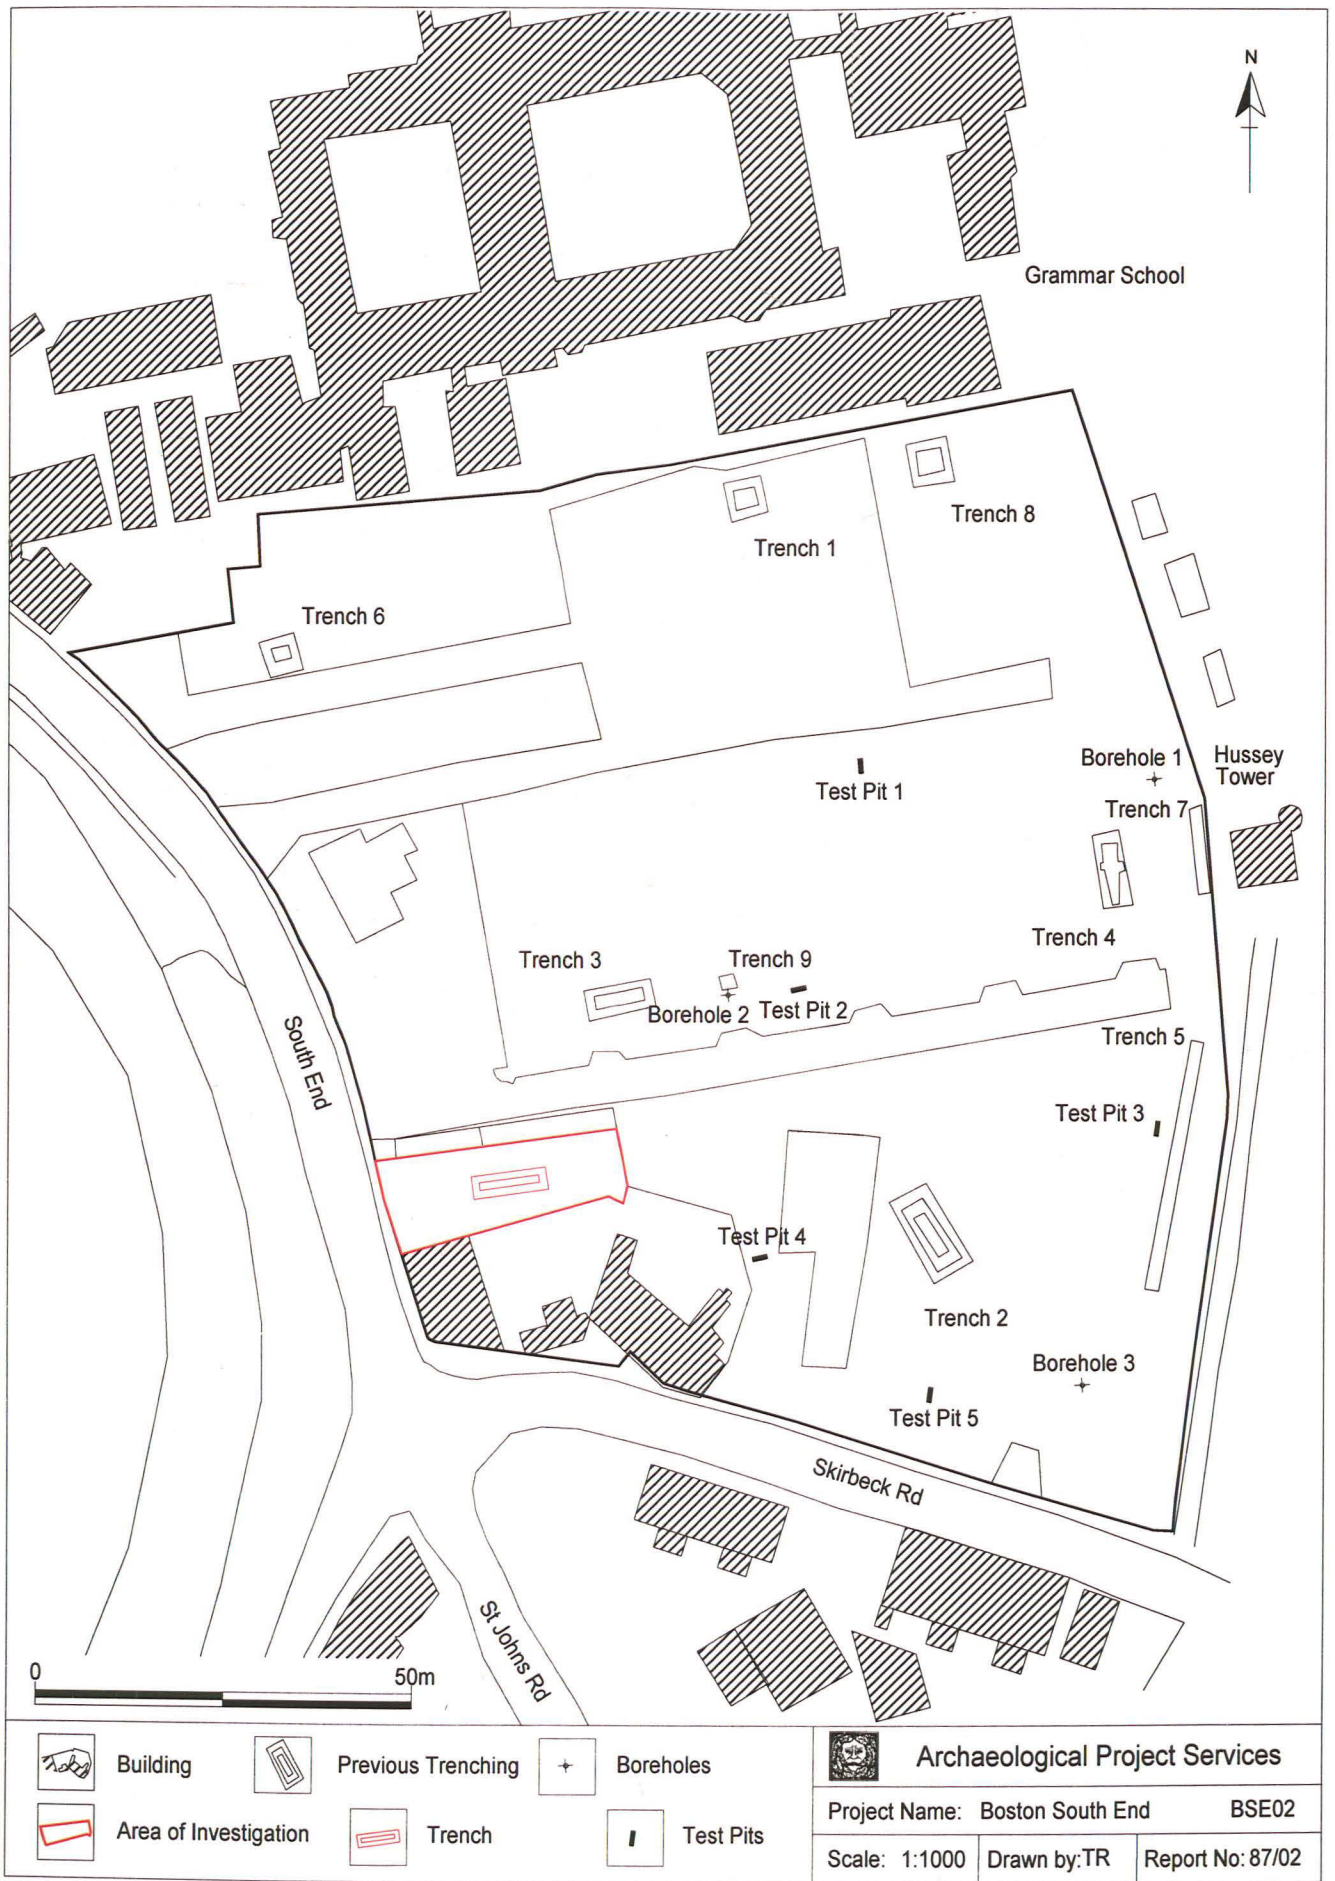 N
Grammar School
Trench 8
Trench 1
Trench 6
Borehole 1
Hussey
Tower
Test Pit 1
Trench 7
Trench 4
Trench 3
Trench 9
Borehole 2
Test Pit 2
South End
Trench 5
Test Pit 3
Test Pit 4
Trench 2
Borehole 3
Test Pit 5
Skirbeck Rd
St Johns Rd
0
50m
Building
Previous Trenching
Boreholes
Area of Investigation
Trench
Test Pits
Archaeological Project Services
Project Name: Boston South End BSE02
Scale: 1:1000 Drawn by:TR Report No: 87/02